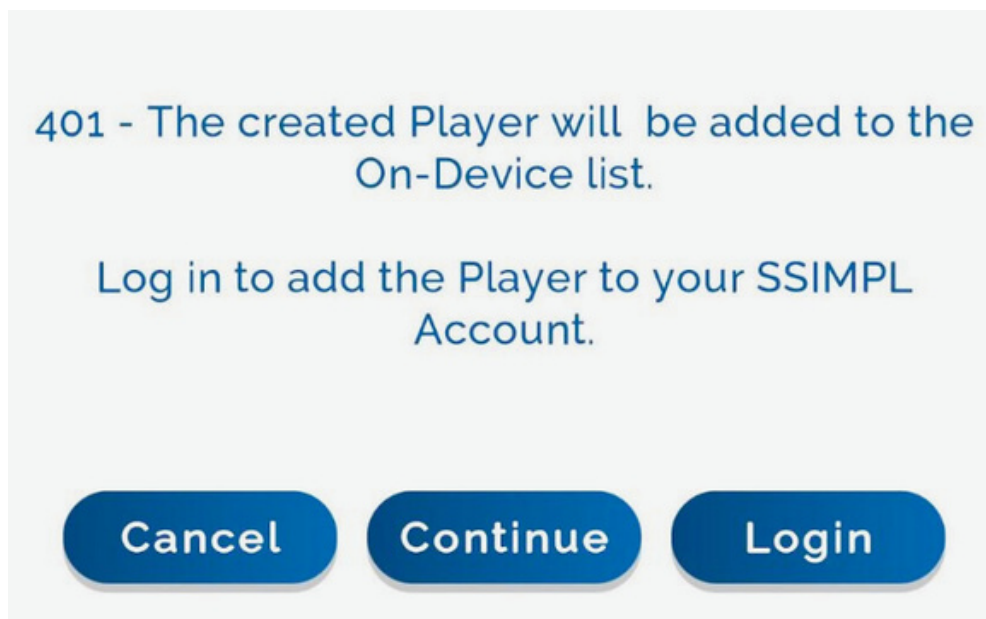 401 - The created Player will  be added to the
On-Device list.
Log in to add the Player to your SSIMPL
Account.
Cancel Continue Login